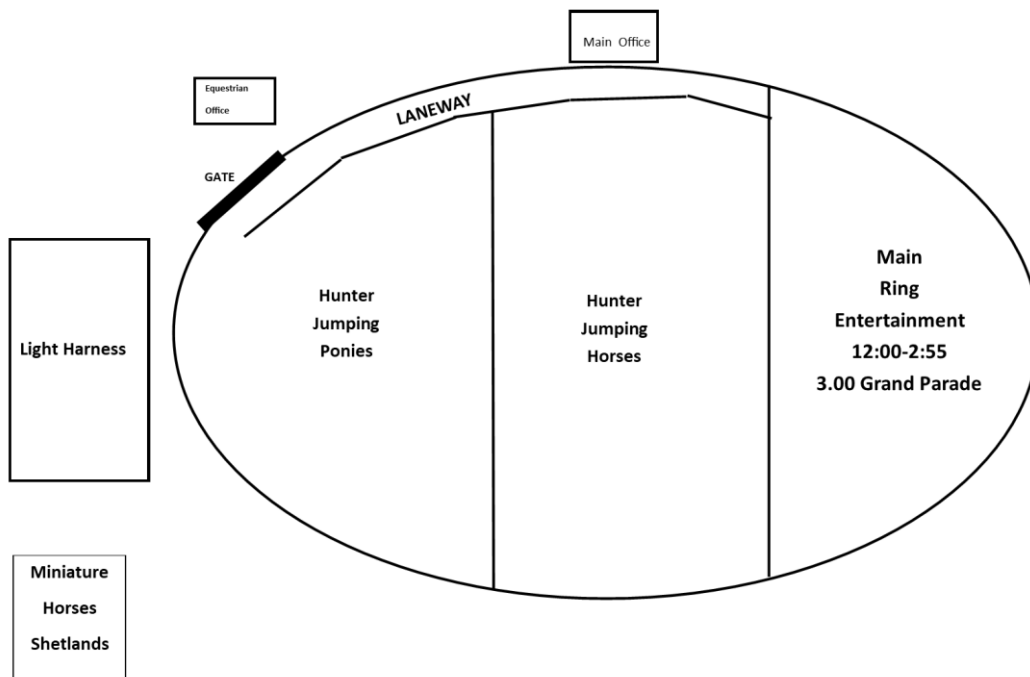 Main Office
Equestrian
Office
LANEWAY
GATE
Light Harness
Hunter
Jumping
Ponies
Hunter
Jumping
Horses
Main
Ring
Entertainment
12:00-2:55
3.00 Grand Parade
Miniature
Horses
Shetlands